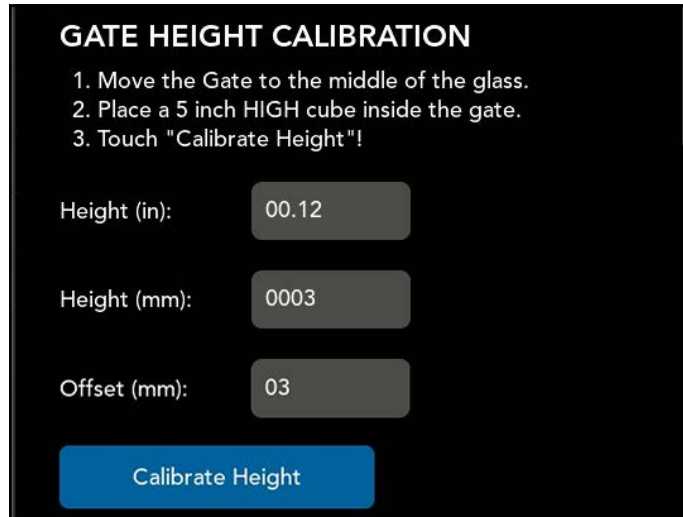 GATE HEIGHT CALIBRATION
1. Move the Gate to the middle of the glass.
2. Place a 5 inch HIGH cube inside the gate.
3. Touch "Calibrate Height"!
Height (in): 00.12
Height (mm): 0003
Offset (mm): 03
Calibrate Height